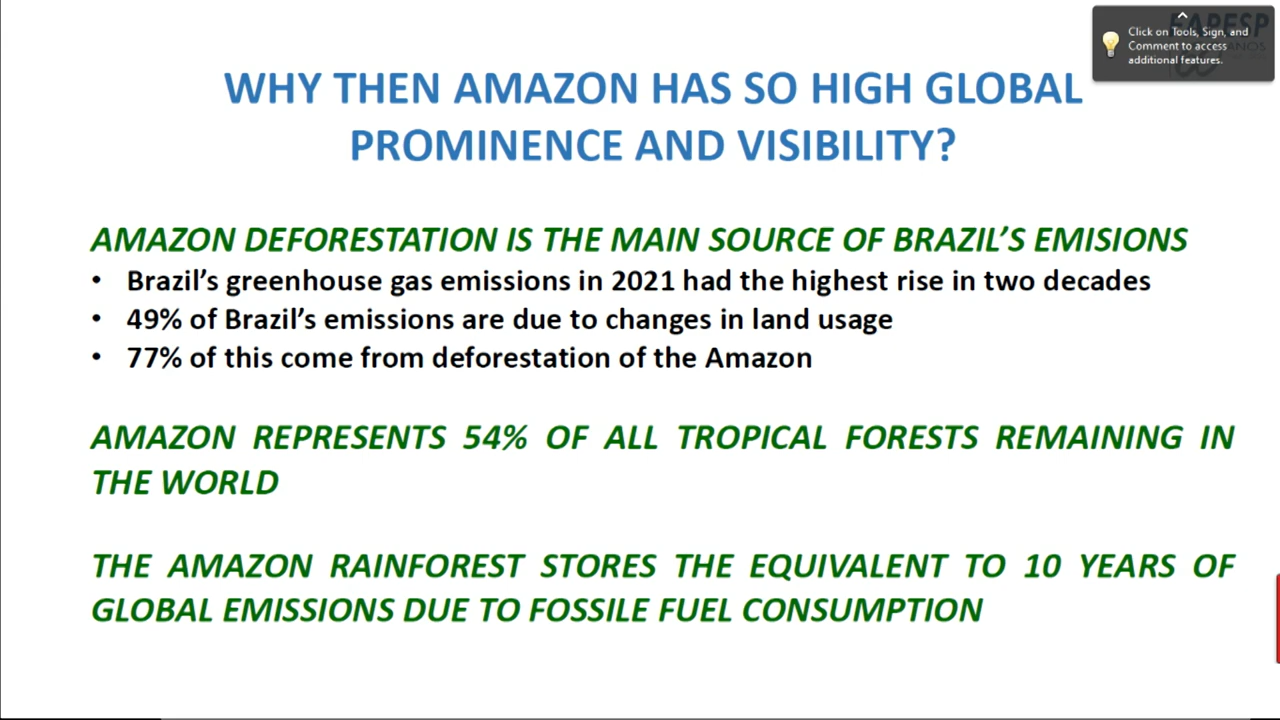 Click on Tools, Sign, and
Comment to access
additional features.
WHY THEN AMAZON HAS SO HIGH GLOBAL
PROMINENCE AND VISIBILITY?
AMAZON DEFORESTATION IS THE MAIN SOURCE OF BRAZIL’S EMISIONS
• Brazil’s greenhouse gas emissions in 2021 had the highest rise in two decades
• 49% of Brazil’s emissions are due to changes in land usage
• 77% of this come from deforestation of the Amazon
AMAZON REPRESENTS 54% OF ALL TROPICAL FORESTS REMAINING IN
THE WORLD
THE AMAZON RAINFOREST STORES THE EQUIVALENT TO 10 YEARS OF
GLOBAL EMISSIONS DUE TO FOSSILE FUEL CONSUMPTION